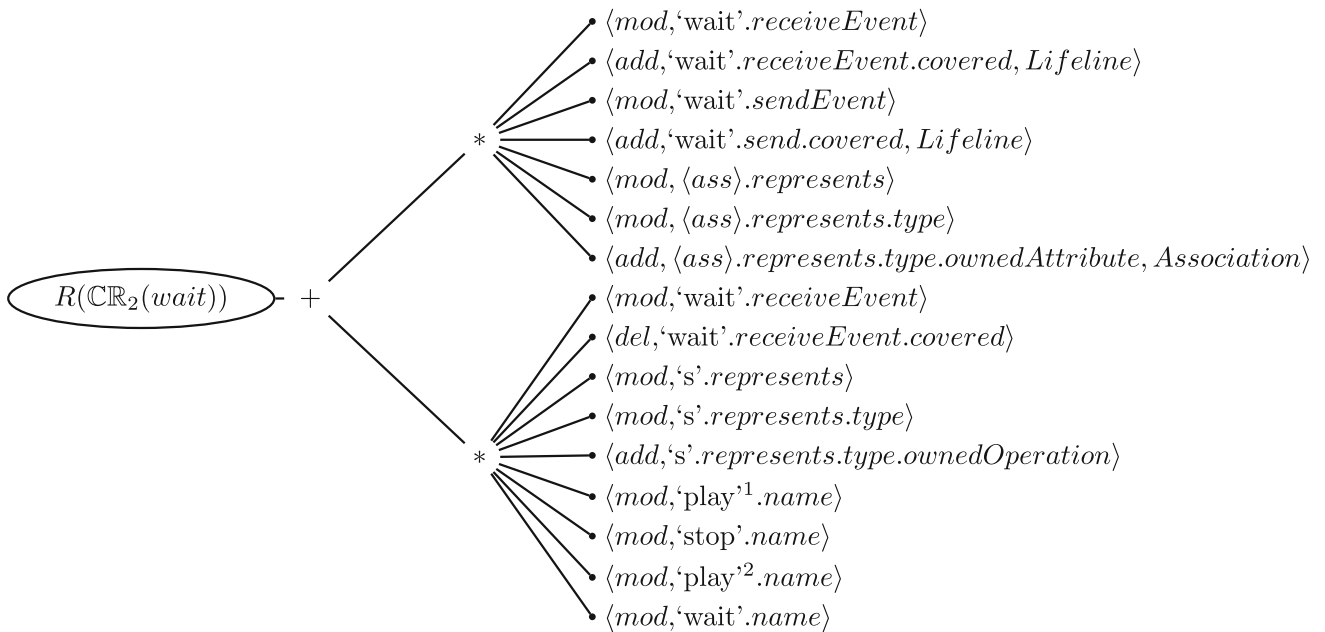 ⟨mod,‘wait’.receiveEvent⟩
⟨add,‘wait’.receiveEvent.covered, Lifeline⟩
⟨mod,‘wait’.sendEvent⟩
*
⟨add,‘wait’.send.covered, Lifeline⟩
⟨mod, ⟨ass⟩.represents⟩
⟨mod, ⟨ass⟩.represents.type⟩
⟨add, ⟨ass⟩.represents.type.ownedAttribute, Association⟩
R(ℂℝ₂(wait)) +
⟨mod,‘wait’.receiveEvent⟩
⟨del,‘wait’.receiveEvent.covered⟩
⟨mod,‘s’.represents⟩
⟨mod,‘s’.represents.type⟩
*
⟨add,‘s’.represents.type.ownedOperation⟩
⟨mod,‘play’¹.name⟩
⟨mod,‘stop’.name⟩
⟨mod,‘play’².name⟩
⟨mod,‘wait’.name⟩